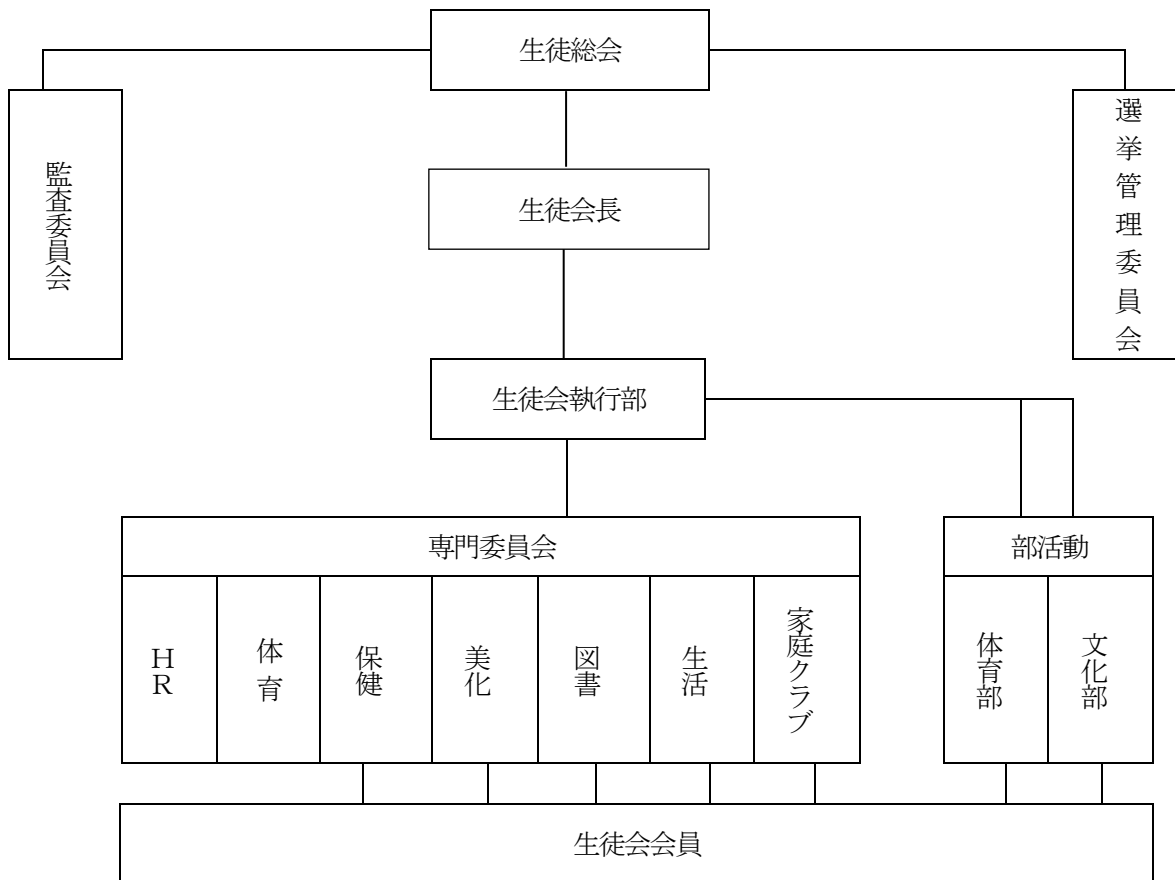 生徒総会
監査委員会
選挙管理委員会
生徒会長
生徒会執行部
専門委員会
部活動
HR
体育
保健
美化
図書
生活
家庭クラブ
体育部
文化部
生徒会会員